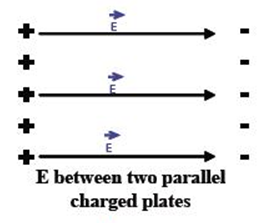 + E -
+ -
+ E -
+ -
+ E -
E between two parallel
charged plates